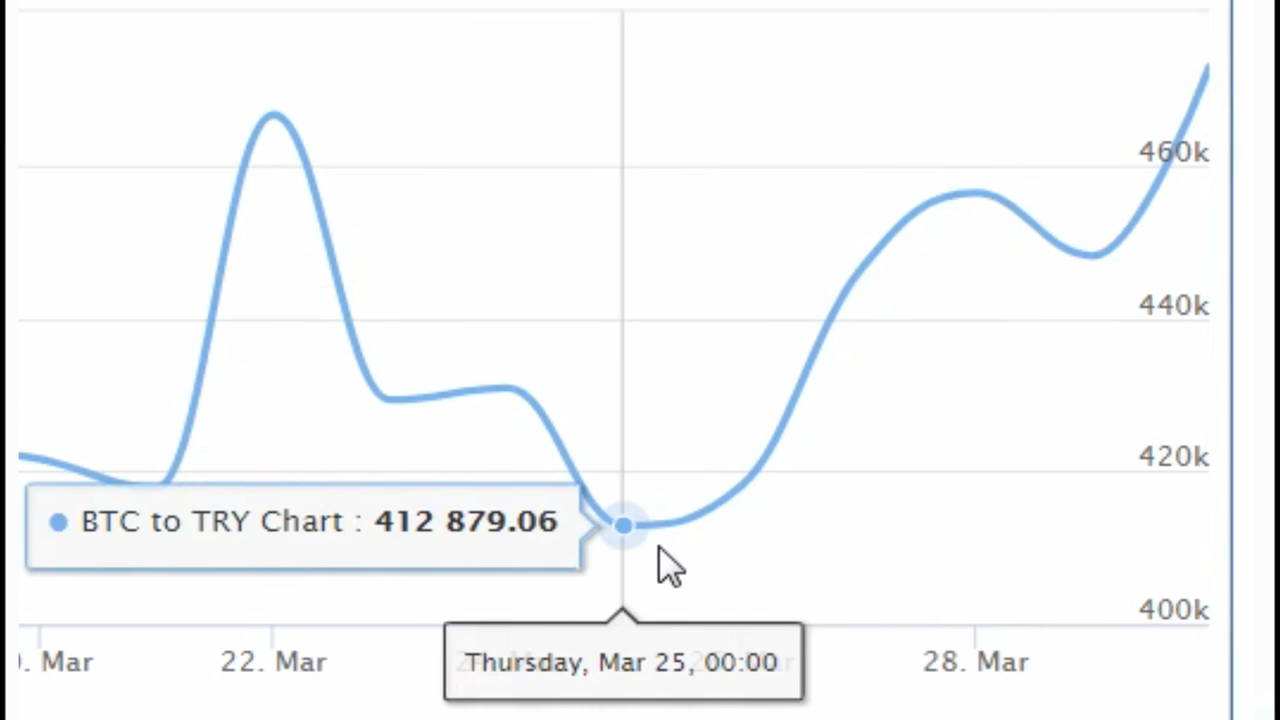 460k
440k
420k
BTC to TRY Chart : 412 879.06
400k
. Mar
22. Mar
Thursday, Mar 25, 00:00
28. Mar